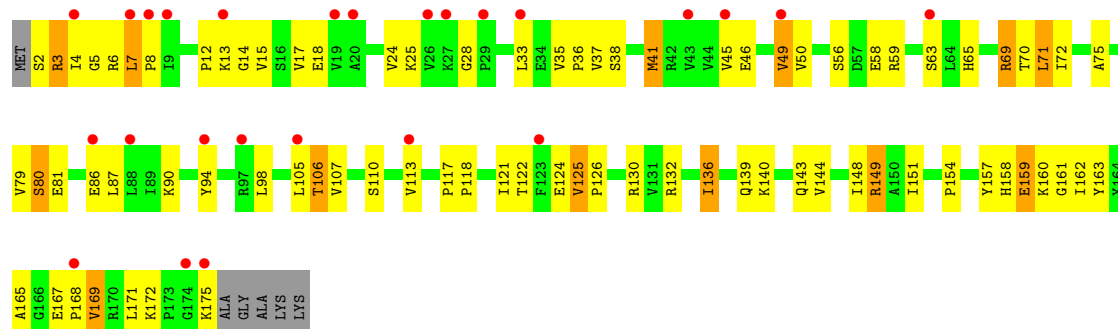 MET S2 R3 I4 G5 R6 L7 P8 I9 P12 K13 G14 V15 S16 V17 E18 V19 A20 V24 K25 V26 K27 G28 P29 L33 E34 V35 P36 V37 S38 M41 R42 V43 V44 V45 E46 V49 V50 S56 D57 E58 R59 S63 L64 H65 R69 T70 L71 I72 A75
V79 S80 E81 E86 L87 L88 I89 K90 Y94 R97 L98 L105 T106 V107 S110 V113 P117 P118 T121 T122 F123 E124 V125 P126 R130 V131 R132 I136 Q139 K140 Q143 V144 I148 R149 A150 I151 P154 Y157 H158 E159 K160 G161 I162 Y163 Y164
A165 G166 E167 P168 V169 R170 L171 K172 P173 G174 K175 ALA GLY ALA LYS LYS